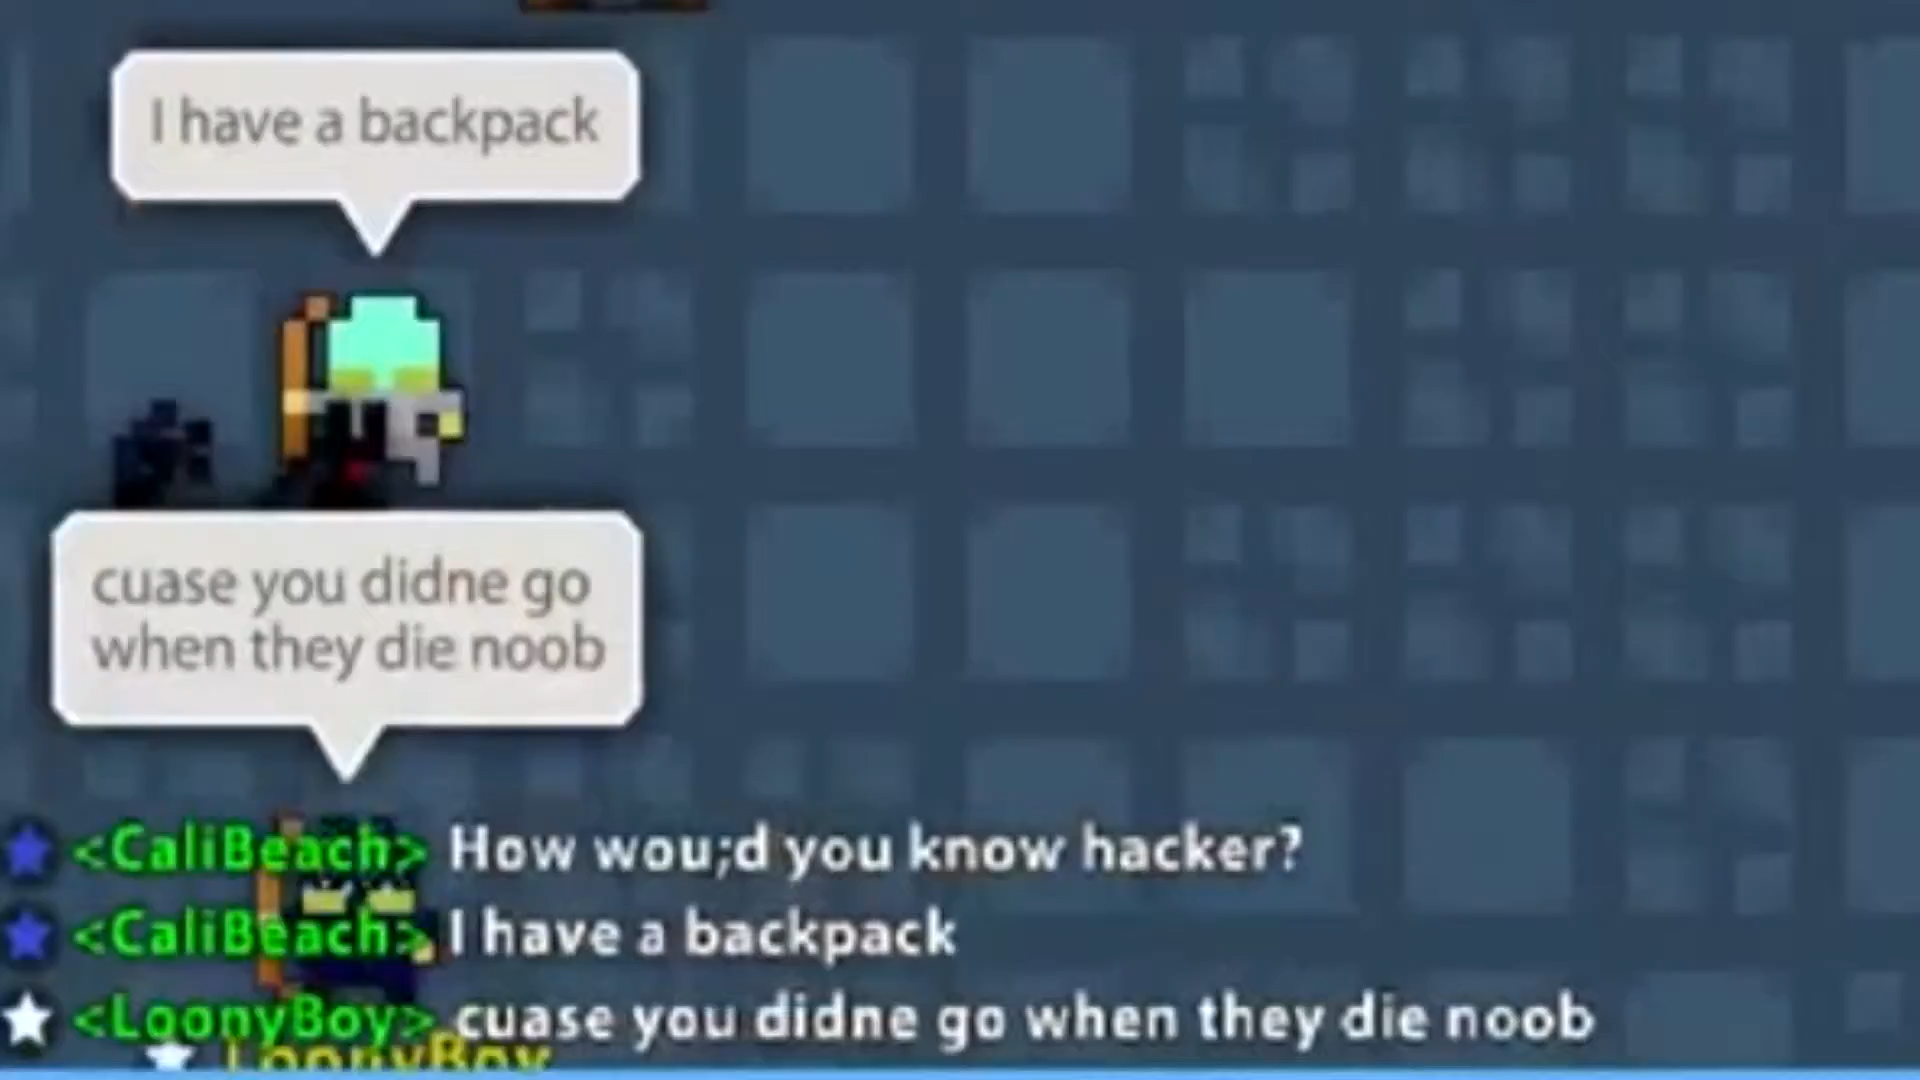 I have a backpack
cuase you didne go
when they die noob
<CaliBeach> How wou;d you know hacker?
<CaliBeach> I have a backpack
<LoonyBoy> cuase you didne go when they die noob
LoonyBoy